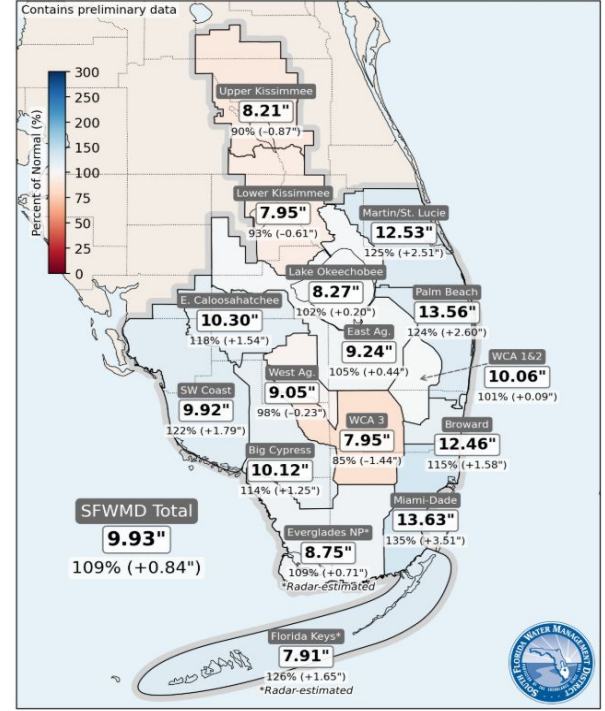 Contains preliminary data
300
250
200
150
100
75
50
25
0
Percent of Normal (%)
Upper Kissimmee
8.21"
90% (–0.87")
Lower Kissimmee
7.95"
93% (–0.61")
Martin/St. Lucie
12.53"
125% (+2.51")
Lake Okeechobee
8.27"
102% (+0.20")
E. Caloosahatchee
10.30"
118% (+1.54")
Palm Beach
13.56"
124% (+2.60")
East Ag.
9.24"
105% (+0.44")
WCA 1&2
10.06"
101% (+0.09")
West Ag.
9.05"
98% (–0.23")
SW Coast
9.92"
122% (+1.79")
WCA 3
7.95"
85% (–1.44")
Broward
12.46"
115% (+1.58")
Big Cypress
10.12"
114% (+1.25")
Miami-Dade
13.63"
135% (+3.51")
SFWMD Total
9.93"
109% (+0.84")
Everglades NP*
8.75"
109% (+0.71")
*Radar-estimated
Florida Keys*
7.91"
126% (+1.65")
*Radar-estimated
SOUTH FLORIDA WATER MANAGEMENT DISTRICT